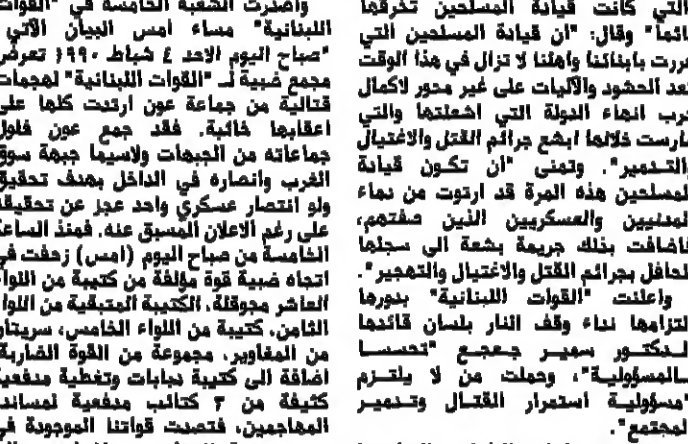 التي كانت قيادة المسلحين تخرقها
دائما" وقال: "ان قيادة المسلحين التي
غررت بابنائنا واهلنا لا تزال في هذا الوقت
تعد الحشود والآليات على غير محور لاكمال
حرب انهاء الدولة التي اشعلتها والتي
مارست خلالها ابشع جرائم القتل والاغتيال
والتدمير". وتمنى "ان تكون قيادة
المسلحين هذه المرة قد ارتوت من دماء
المدنيين والعسكريين الذين صفتهم،
فاضافت بذلك جريمة بشعة الى سجلها
الحافل بجرائم القتل والاغتيال والتهجير".
واعلنت "القوات اللبنانية" بدورها
التزامها نداء وقف النار بلسان قائدها
الدكتور سمير جعجع "تحسسا
بالمسؤولية"، وحملت من لا يلتزم
"مسؤولية استمرار القتال وتدمير
المجتمع".
واصدرت الشعبة الخامسة في "القوات
اللبنانية" مساء امس البيان الآتي:
"صباح اليوم الاحد ٤ شباط ١٩٩٠ تعرض
مجمع ضبية لـ "القوات اللبنانية" لهجمات
قتالية من جماعة عون ارتدت كلها على
اعقابها خائبة. فقد جمع عون فلول
جماعاته من الجبهات ولاسيما جبهة سوق
الغرب وانصاره في الداخل بهدف تحقيق
ولو انتصار عسكري واحد عجز عن تحقيقه
على رغم الاعلان المسبق عنه. فمنذ الساعة
الخامسة من صباح اليوم (امس) زحفت في
اتجاه ضبية قوة مؤلفة من كتيبة من اللواء
العاشر مجوقلة، الكتيبة المتبقية من اللواء
الثامن، كتيبة من اللواء الخامس، سريتان
من المغاوير، مجموعة من القوة الضاربة،
اضافة الى كتيبة دبابات وتغطية مدفعية
كثيفة من ٣ كتائب مدفعية لمساندة
المهاجمين، فتصدت قواتنا الموجودة في